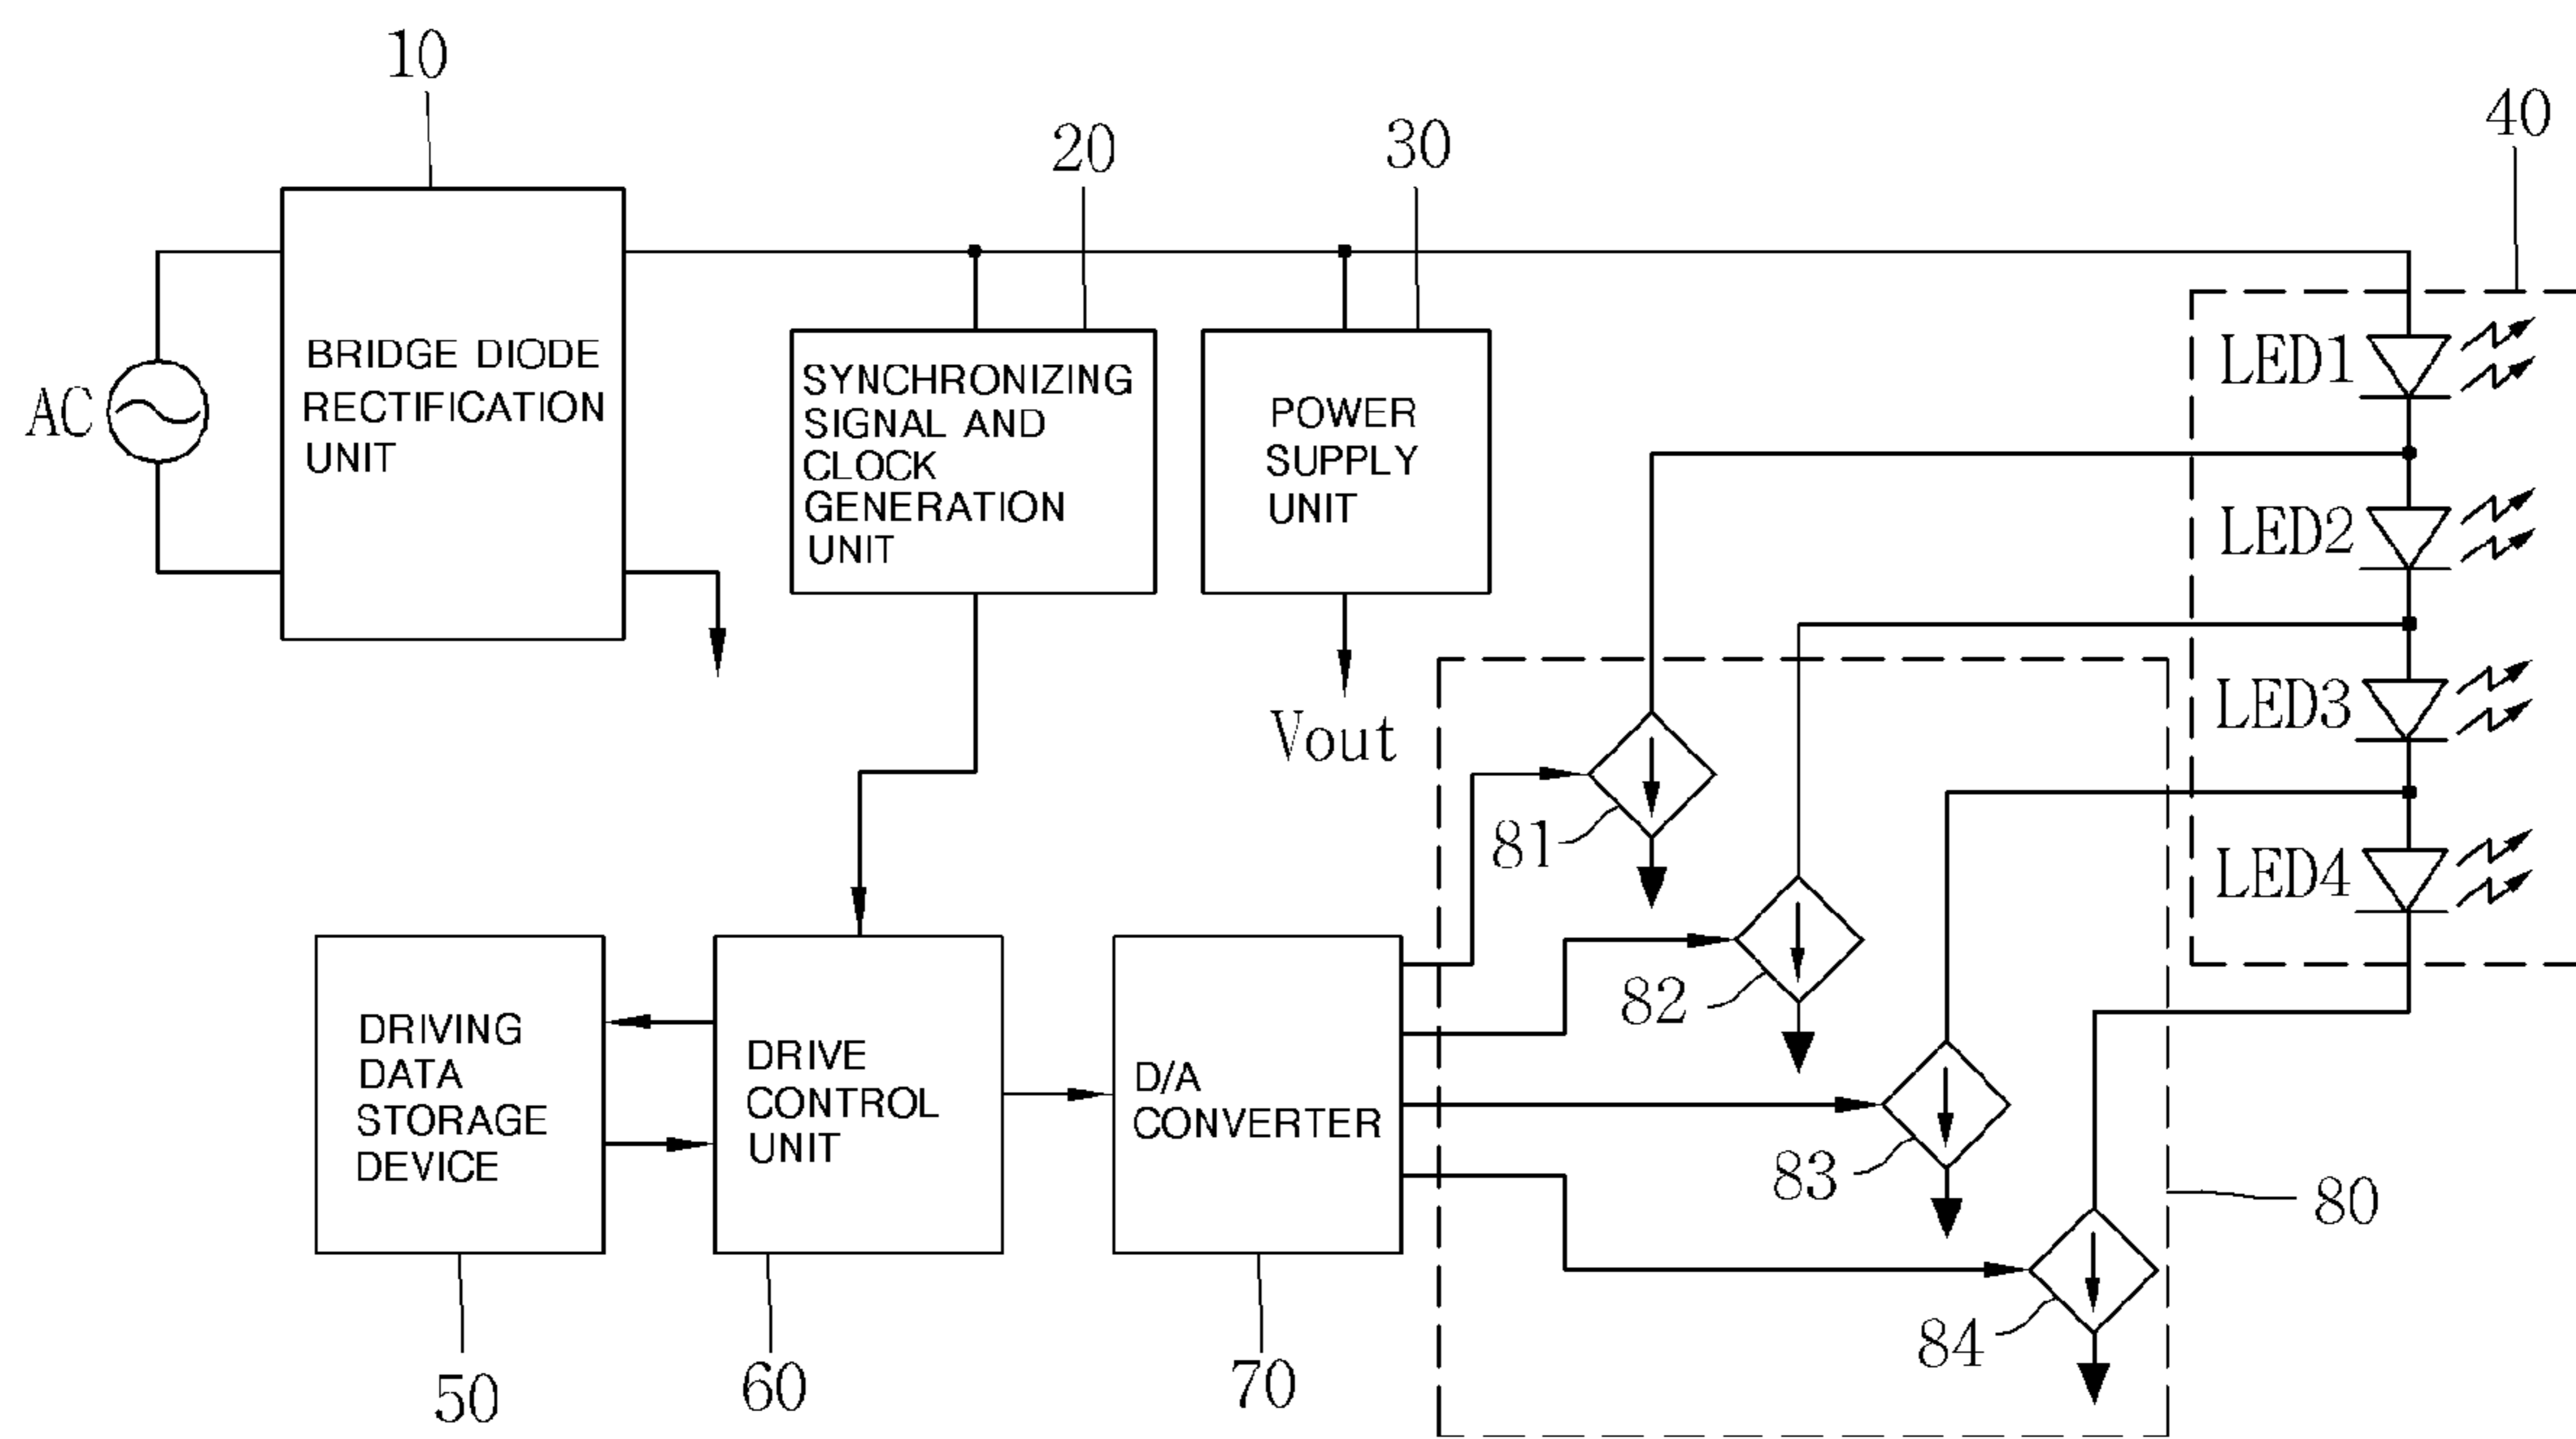 10
20
30
40
AC
BRIDGE DIODE
RECTIFICATION
UNIT
SYNCHRONIZING
SIGNAL AND
CLOCK
GENERATION
UNIT
POWER
SUPPLY
UNIT
Vout
LED1
LED2
LED3
LED4
81
82
83
84
80
DRIVING
DATA
STORAGE
DEVICE
DRIVE
CONTROL
UNIT
D/A
CONVERTER
50
60
70